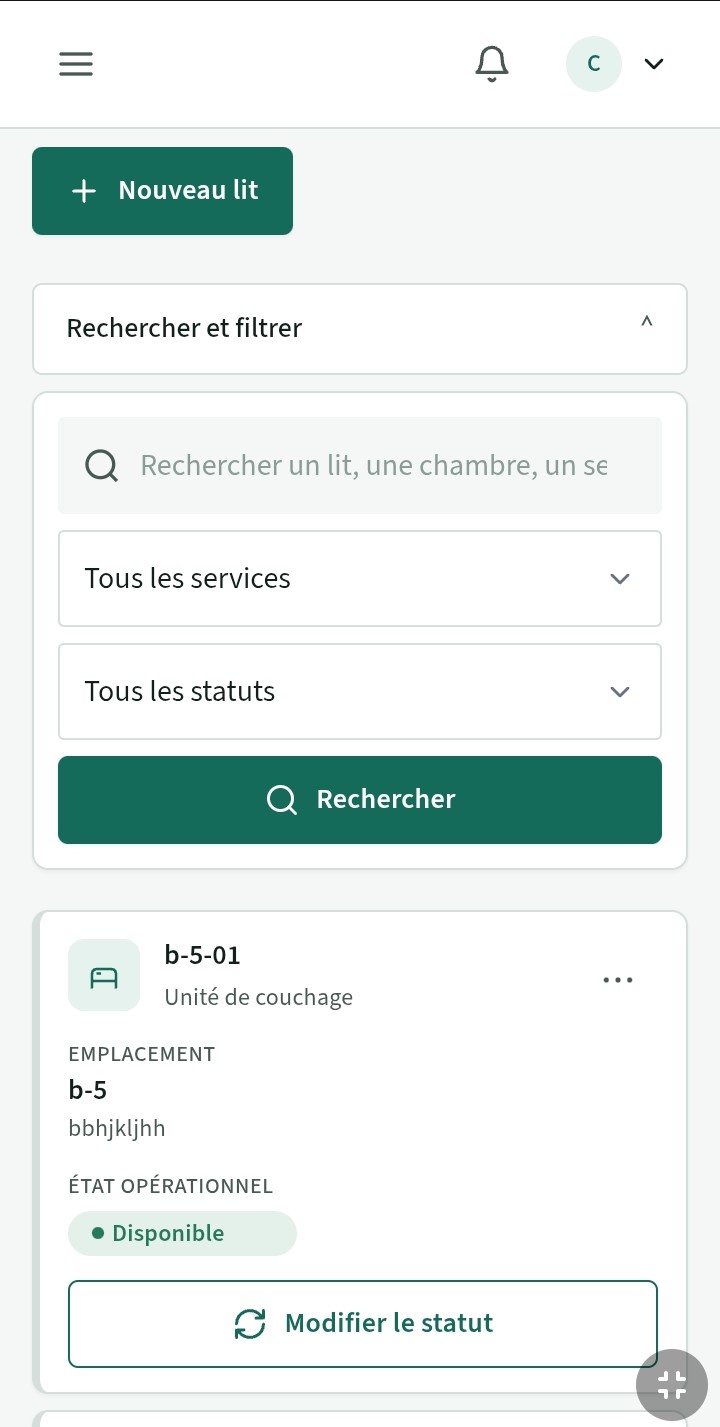 C
Nouveau lit
Rechercher et filtrer
Rechercher un lit, une chambre, un se
Tous les services
Tous les statuts
Rechercher
b-5-01
Unité de couchage
EMPLACEMENT
b-5
bbhjkljhh
ÉTAT OPÉRATIONNEL
Disponible
Modifier le statut